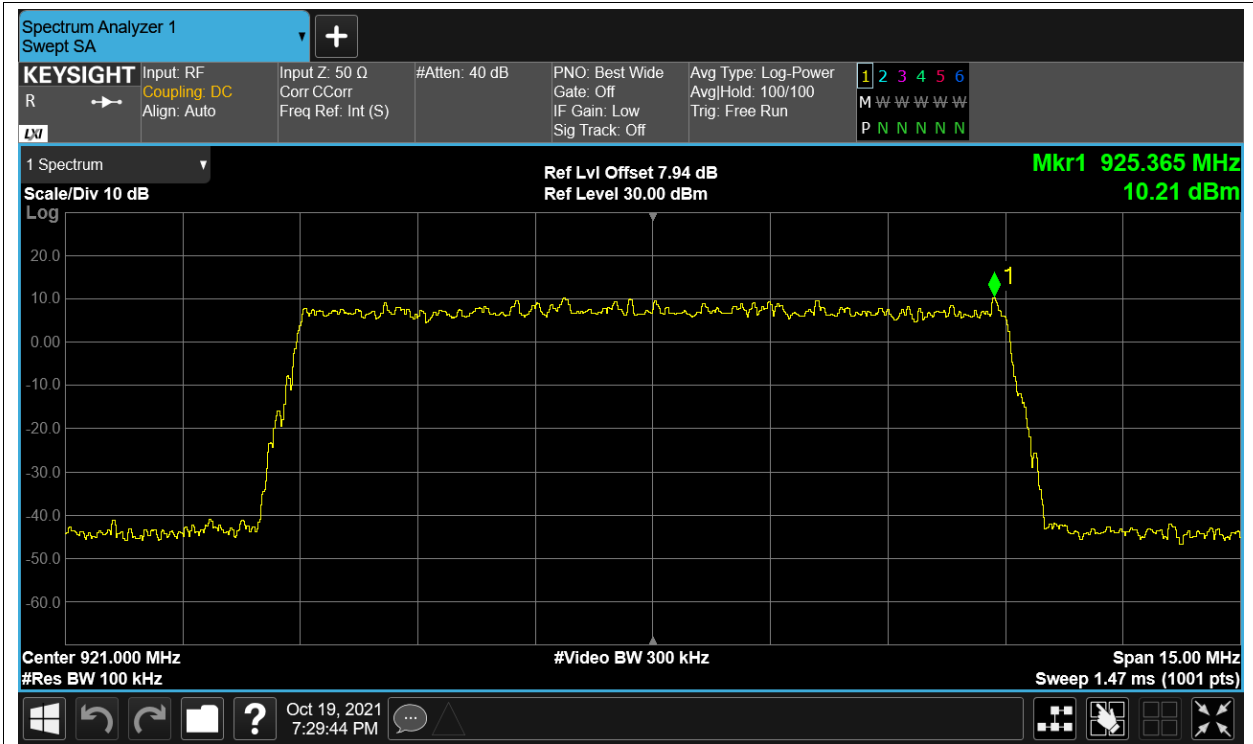 Spectrum Analyzer 1
Swept SA
KEYSIGHT
R
LXI
Input: RF
Coupling: DC
Align: Auto
Input Z: 50 Ω
Corr CCorr
Freq Ref: Int (S)
#Atten: 40 dB
PNO: Best Wide
Gate: Off
IF Gain: Low
Sig Track: Off
Avg Type: Log-Power
Avg|Hold: 100/100
Trig: Free Run
1 2 3 4 5 6
M W W W W W
P N N N N N
1 Spectrum
Scale/Div 10 dB
Log
Ref Lvl Offset 7.94 dB
Ref Level 30.00 dBm
Mkr1 925.365 MHz
10.21 dBm
20.0
10.0
0.00
-10.0
-20.0
-30.0
-40.0
-50.0
-60.0
1
Center 921.000 MHz
#Res BW 100 kHz
#Video BW 300 kHz
Span 15.00 MHz
Sweep 1.47 ms (1001 pts)
?
Oct 19, 2021
7:29:44 PM